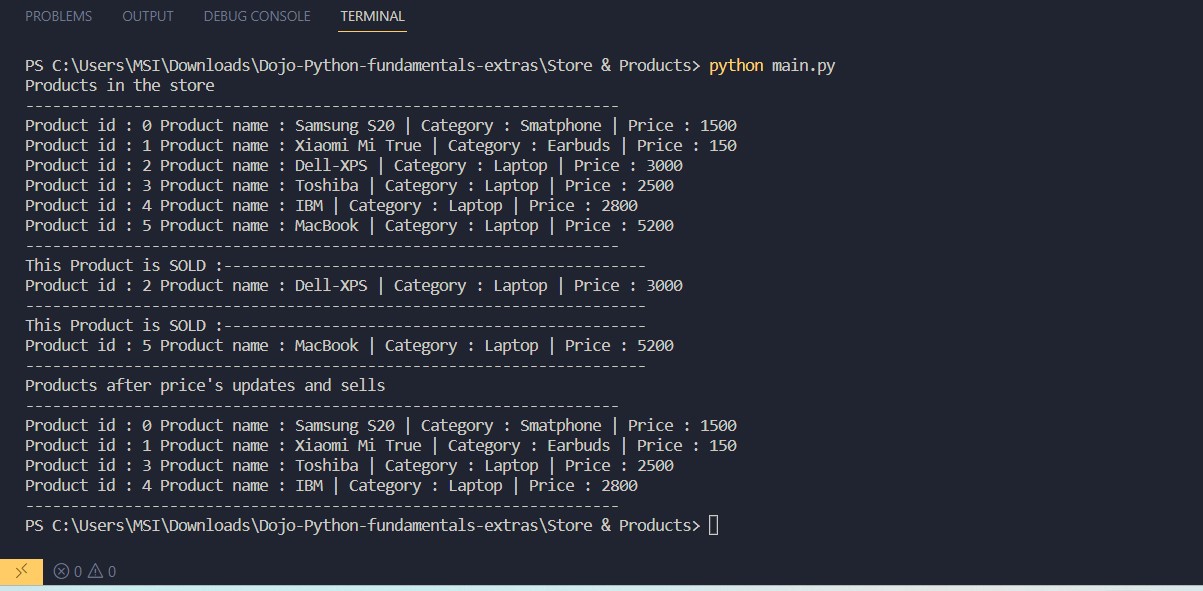 PROBLEMS OUTPUT DEBUG CONSOLE TERMINAL
PS C:\Users\MSI\Downloads\Dojo-Python-fundamentals-extras\Store & Products> python main.py
Products in the store
------------------------------------------------------------------
Product id : 0 Product name : Samsung S20 | Category : Smatphone | Price : 1500
Product id : 1 Product name : Xiaomi Mi True | Category : Earbuds | Price : 150
Product id : 2 Product name : Dell-XPS | Category : Laptop | Price : 3000
Product id : 3 Product name : Toshiba | Category : Laptop | Price : 2500
Product id : 4 Product name : IBM | Category : Laptop | Price : 2800
Product id : 5 Product name : MacBook | Category : Laptop | Price : 5200
------------------------------------------------------------------
This Product is SOLD :-----------------------------------------------
Product id : 2 Product name : Dell-XPS | Category : Laptop | Price : 3000
---------------------------------------------------------------------
This Product is SOLD :-----------------------------------------------
Product id : 5 Product name : MacBook | Category : Laptop | Price : 5200
---------------------------------------------------------------------
Products after price's updates and sells
------------------------------------------------------------------
Product id : 0 Product name : Samsung S20 | Category : Smatphone | Price : 1500
Product id : 1 Product name : Xiaomi Mi True | Category : Earbuds | Price : 150
Product id : 3 Product name : Toshiba | Category : Laptop | Price : 2500
Product id : 4 Product name : IBM | Category : Laptop | Price : 2800
------------------------------------------------------------------
PS C:\Users\MSI\Downloads\Dojo-Python-fundamentals-extras\Store & Products>
0 0